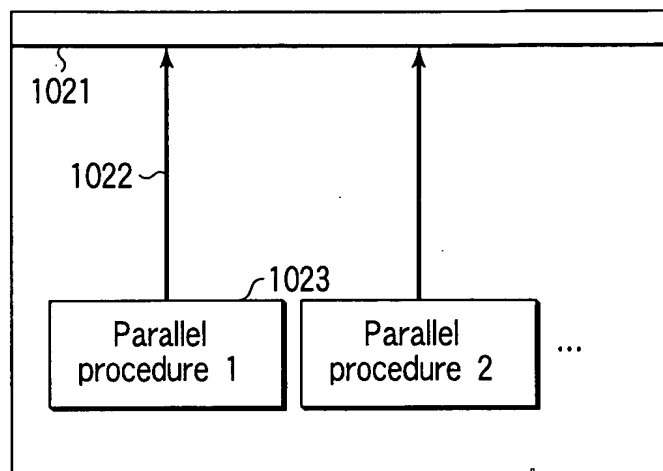 1021
1022
1023
Parallel
procedure 1
Parallel
procedure 2
...